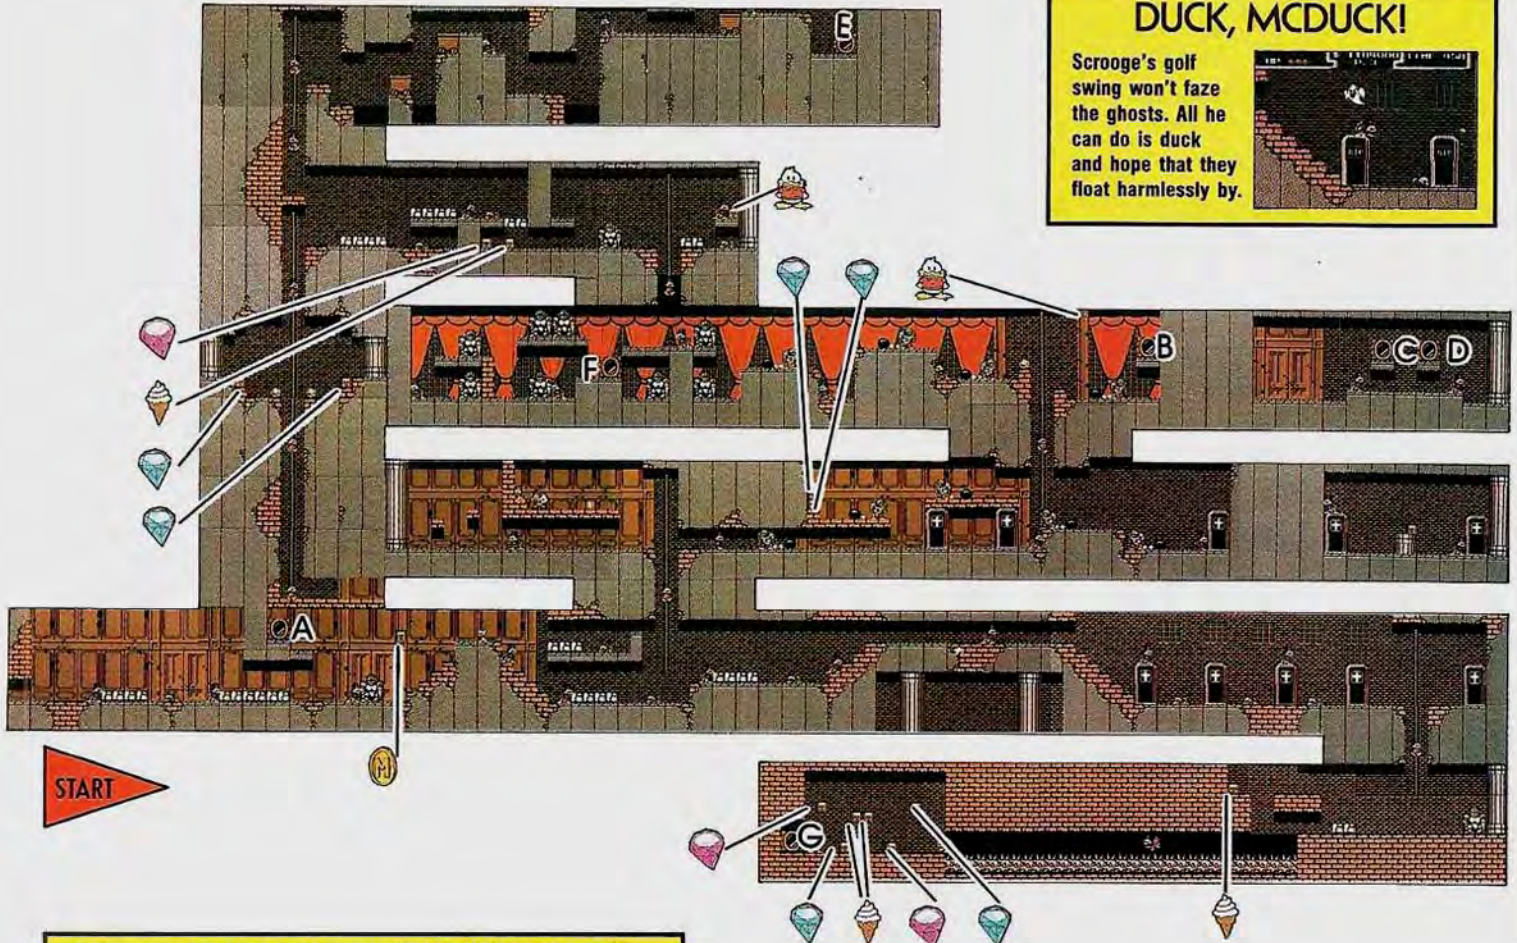 DUCK, MCDUCK!
Scrooge's golf
swing won't faze
the ghosts. All he
can do is duck
and hope that they
float harmlessly by.
E
B
C
D
F
A
START
M
G